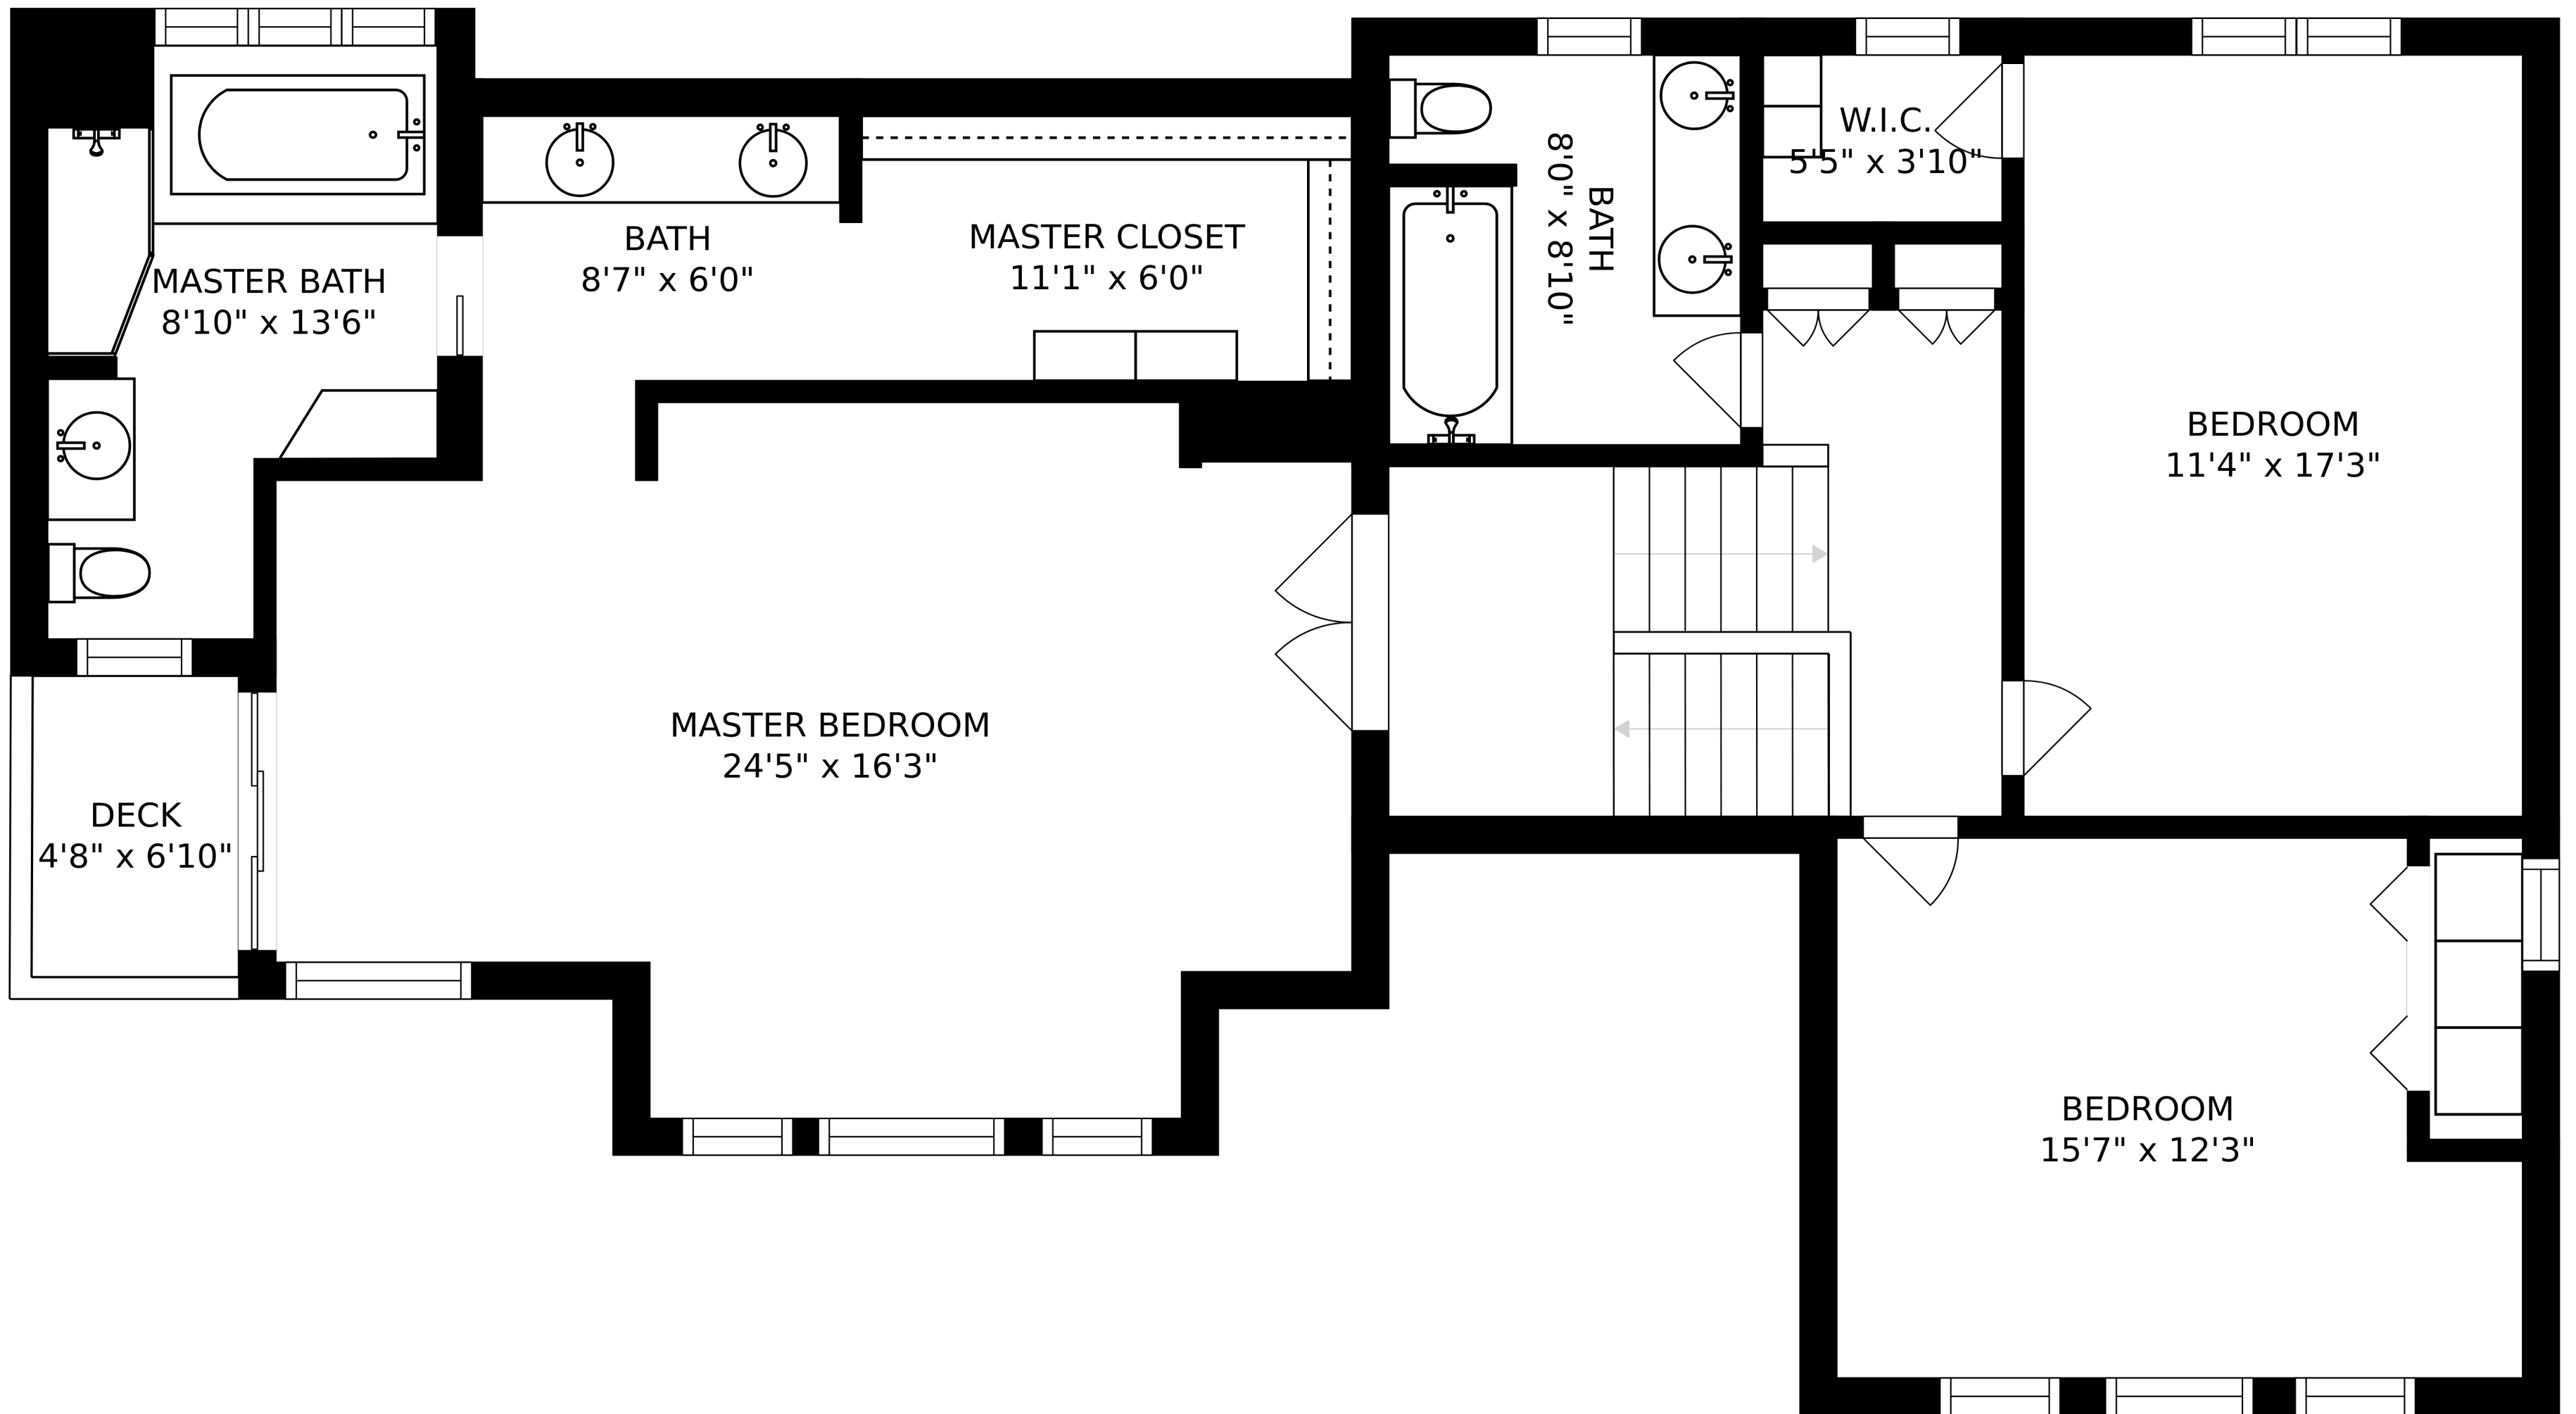 W.I.C.
5'5" x 3'10"
BATH
8'0" x 8'10"
MASTER CLOSET
11'1" x 6'0"
BATH
8'7" x 6'0"
MASTER BATH
8'10" x 13'6"
BEDROOM
11'4" x 17'3"
MASTER BEDROOM
24'5" x 16'3"
DECK
4'8" x 6'10"
BEDROOM
15'7" x 12'3"